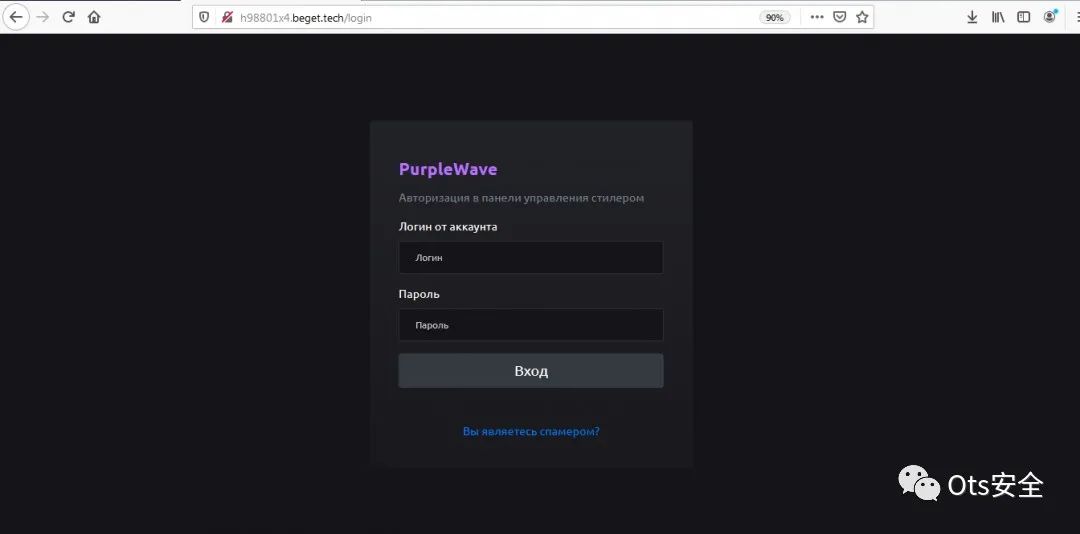 h98801x4.beget.tech/login
90%
PurpleWave
Авторизация в панели управления стилером
Логин от аккаунта
Логин
Пароль
Пароль
Вход
Вы являетесь спамером?
Ots安全